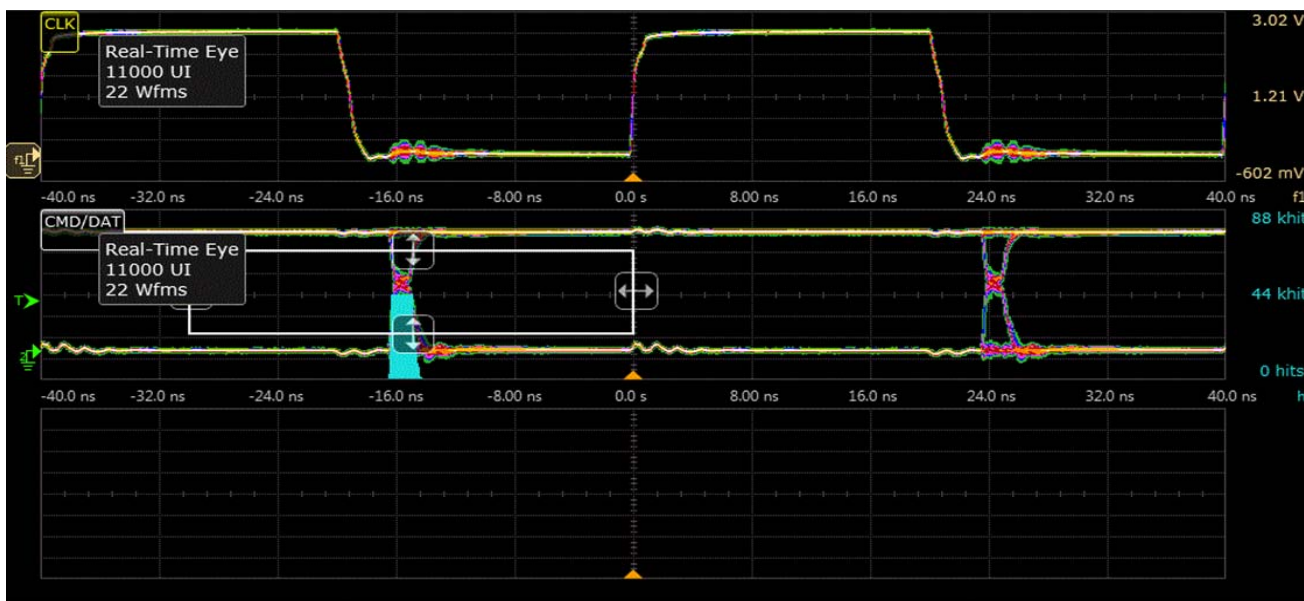 CLK
Real-Time Eye
11000 UI
22 Wfms
3.02 V
1.21 V
-602 mV
f1
-40.0 ns -32.0 ns -24.0 ns -16.0 ns -8.00 ns 0.0 s 8.00 ns 16.0 ns 24.0 ns 32.0 ns 40.0 ns f1
CMD/DAT
Real-Time Eye
11000 UI
22 Wfms
88 khit
44 khit
0 hits
T
2
-40.0 ns -32.0 ns -24.0 ns -16.0 ns -8.00 ns 0.0 s 8.00 ns 16.0 ns 24.0 ns 32.0 ns 40.0 ns h